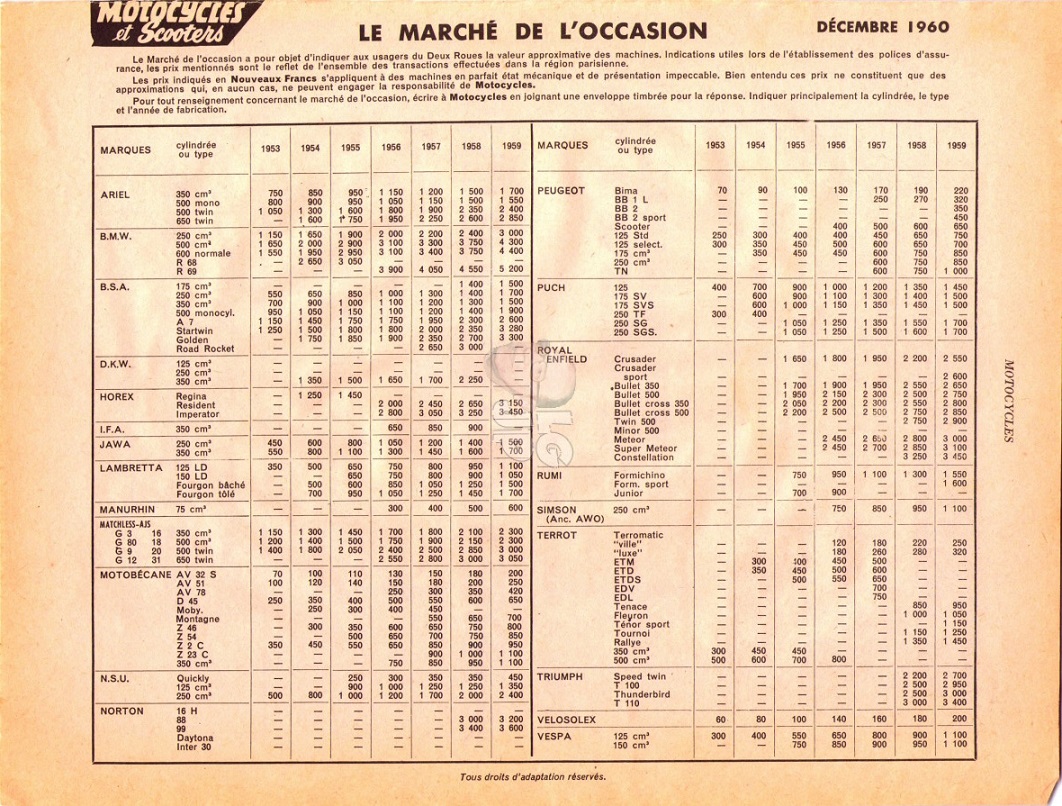 MOTOCYCLES
et Scooters
LE MARCHÉ DE L'OCCASION
DÉCEMBRE 1960
Le Marché de l'occasion a pour objet d'indiquer aux usagers du Deux Roues la valeur approximative des machines. Indications utiles lors de l'établissement des polices d'assu-
rance, les prix mentionnés sont le reflet de l'ensemble des transactions effectuées dans la région parisienne.
Les prix indiqués en Nouveaux Francs s'appliquent à des machines en parfait état mécanique et de présentation impeccable. Bien entendu ces prix ne constituent que des
approximations qui, en aucun cas, ne peuvent engager la responsabilité de Motocycles.
Pour tout renseignement concernant le marché de l'occasion, écrire à Motocycles en joignant une enveloppe timbrée pour la réponse. Indiquer principalement la cylindrée, le type
et l'année de fabrication.
MARQUES cylindrée ou type 1953 1954 1955 1956 1957 1958 1959
ARIEL 350 cm³ 750 850 950 1 150 1 200 1 500 1 700
500 mono 800 900 950 1 050 1 150 1 500 1 550
500 twin 1 050 1 300 1 600 1 800 1 900 2 350 2 400
650 twin — 1 600 1 750 1 950 2 250 2 600 2 850
B.M.W. 250 cm³ 1 150 1 650 1 900 2 000 2 200 2 400 3 000
500 cm³ 1 650 2 000 2 900 3 100 3 300 3 750 4 300
600 normale 1 550 1 950 2 950 3 100 3 400 3 750 4 400
R 68 — 2 650 3 050
R 69 — — — 3 900 4 050 4 550 5 200
B.S.A. 175 cm³ — — — — — 1 400 1 500
250 cm³ 550 650 850 1 000 1 300 1 400 1 700
350 cm³ 700 900 1 000 1 100 1 200 1 300 1 500
500 monocyl. 950 1 050 1 150 1 100 1 200 1 400 1 900
A 7 1 150 1 450 1 750 1 750 1 950 2 300 2 600
Startwin 1 250 1 500 1 800 1 800 2 000 2 350 3 280
Golden — 1 750 1 850 1 900 2 350 2 700 3 300
Road Rocket — — — — 2 650 3 000
D.K.W. 125 cm³ — — — — — — —
250 cm³ — — — — — — —
350 cm³ — 1 350 1 500 1 650 1 700 2 250 —
HOREX Regina — 1 250 1 450
Resident — — — 2 000 2 450 2 650 3 150
Imperator — — — 2 800 3 050 3 250 3 450
I.F.A. 350 cm³ — — — 650 850 900 —
JAWA 250 cm³ 450 600 800 1 050 1 200 1 400 1 500
350 cm³ 550 800 1 100 1 300 1 450 1 600 1 700
LAMBRETTA 125 LD 350 500 650 750 800 950 1 100
150 LD — — 650 750 800 900 1 050
Fourgon bâché — 500 600 850 1 050 1 250 1 500
Fourgon tôlé — 700 950 1 050 1 250 1 450 1 700
MANURHIN 75 cm³ — — — 300 400 500 600
MATCHLESS-AJS
G 3 16 350 cm³ 1 150 1 300 1 450 1 700 1 800 2 100 2 300
G 80 18 500 cm³ 1 200 1 400 1 500 1 750 1 900 2 150 2 300
G 9 20 500 twin 1 400 1 800 2 050 2 400 2 500 2 850 3 000
G 12 31 650 twin — — — 2 550 2 800 3 000 3 050
MOTOBÉCANE AV 32 S 70 100 110 130 150 180 200
AV 51 100 120 140 150 180 200 250
AV 78 — — — 250 300 350 420
D 45 250 350 400 500 550 600 650
Moby. — 250 300 400 450 — —
Montagne — — — — 550 650 700
Z 46 — 300 350 600 650 750 800
Z 54 — — 500 650 700 750 850
Z 2 C 350 450 550 650 850 900 950
Z 23 C — — — — 900 1 000 1 100
350 cm³ — — — 750 850 950 1 100
N.S.U. Quickly — — 250 300 350 350 450
125 cm³ — — 900 1 000 1 250 1 250 1 350
250 cm³ 500 800 1 000 1 200 1 700 2 000 2 400
NORTON 16 H — — — — — — —
88 — — — — — 3 000 3 200
99 — — — — — 3 400 3 600
Daytona — — — — — — —
Inter 30 — — — — — — —
MARQUES cylindrée ou type 1953 1954 1955 1956 1957 1958 1959
PEUGEOT Bima 70 90 100 130 170 190 220
BB 1 L 250 270 320
BB 2 — — — — — — 350
BB 2 sport — — — — — — 450
Scooter — — — 400 500 600 650
125 Std 250 300 400 400 450 650 750
125 select. 300 350 450 500 600 650 700
175 cm³ — 350 450 450 600 650 850
250 cm³ — — — — 600 750 850
TN — — — — 600 750 1 000
PUCH 125 400 700 900 1 000 1 200 1 350 1 450
175 SV — 600 900 1 100 1 300 1 400 1 500
175 SVS — 600 1 000 1 150 1 350 1 450 1 500
250 TF 300 400 — — — — —
250 SG — — 1 050 1 250 1 350 1 550 1 700
250 SGS. — — 1 050 1 250 1 500 1 600 1 700
ROYAL
ENFIELD Crusader — — 1 650 1 800 1 950 2 200 2 550
Crusader
sport — — — — — — 2 600
Bullet 350 — — 1 700 1 900 1 950 2 550 2 650
Bullet 500 — — 1 950 2 150 2 300 2 500 2 750
Bullet cross 350 — — 2 050 2 200 2 300 2 550 2 800
Bullet cross 500 — — 2 200 2 500 2 500 2 750 2 850
Twin 500 — — — — — 2 750 2 900
Minor 500 — — — — — — —
Meteor — — — 2 450 2 650 2 800 3 000
Super Meteor — — — 2 450 2 700 2 850 3 100
Constellation — — — — — 3 250 3 450
RUMI Formichino — — 750 950 1 100 1 300 1 550
Form. sport — — — — — — 1 600
Junior — — 700 900 — — —
SIMSON 250 cm³ — — — 750 850 950 1 100
(Anc. AWO)
TERROT Terromatic
"ville" — — — 120 180 220 250
"luxe" — — — 180 260 280 320
ETM — 300 400 450 500 — —
ETD — 350 450 500 600 — —
ETDS — — 500 550 650 — —
EDV — — — — 700 — —
EDL — — — — 750 — —
Tenace — — — — — 850 950
Fleyron — — — — — 1 000 1 050
Ténor sport — — — — — — 1 150
Tournoi — — — — — 1 150 1 250
Rallye — — — — — 1 350 1 450
350 cm³ 300 450 450 — — — —
500 cm³ 500 600 700 800 — — —
TRIUMPH Speed twin — — — — — 2 200 2 700
T 100 — — — — — 2 500 2 950
Thunderbird — — — — — 2 500 3 000
T 110 — — — — — 3 000 3 400
VELOSOLEX 60 80 100 140 160 180 200
VESPA 125 cm³ 300 400 550 650 800 900 1 100
150 cm³ — — 750 850 900 950 1 100
MOTOCYCLES
Tous droits d'adaptation réservés.